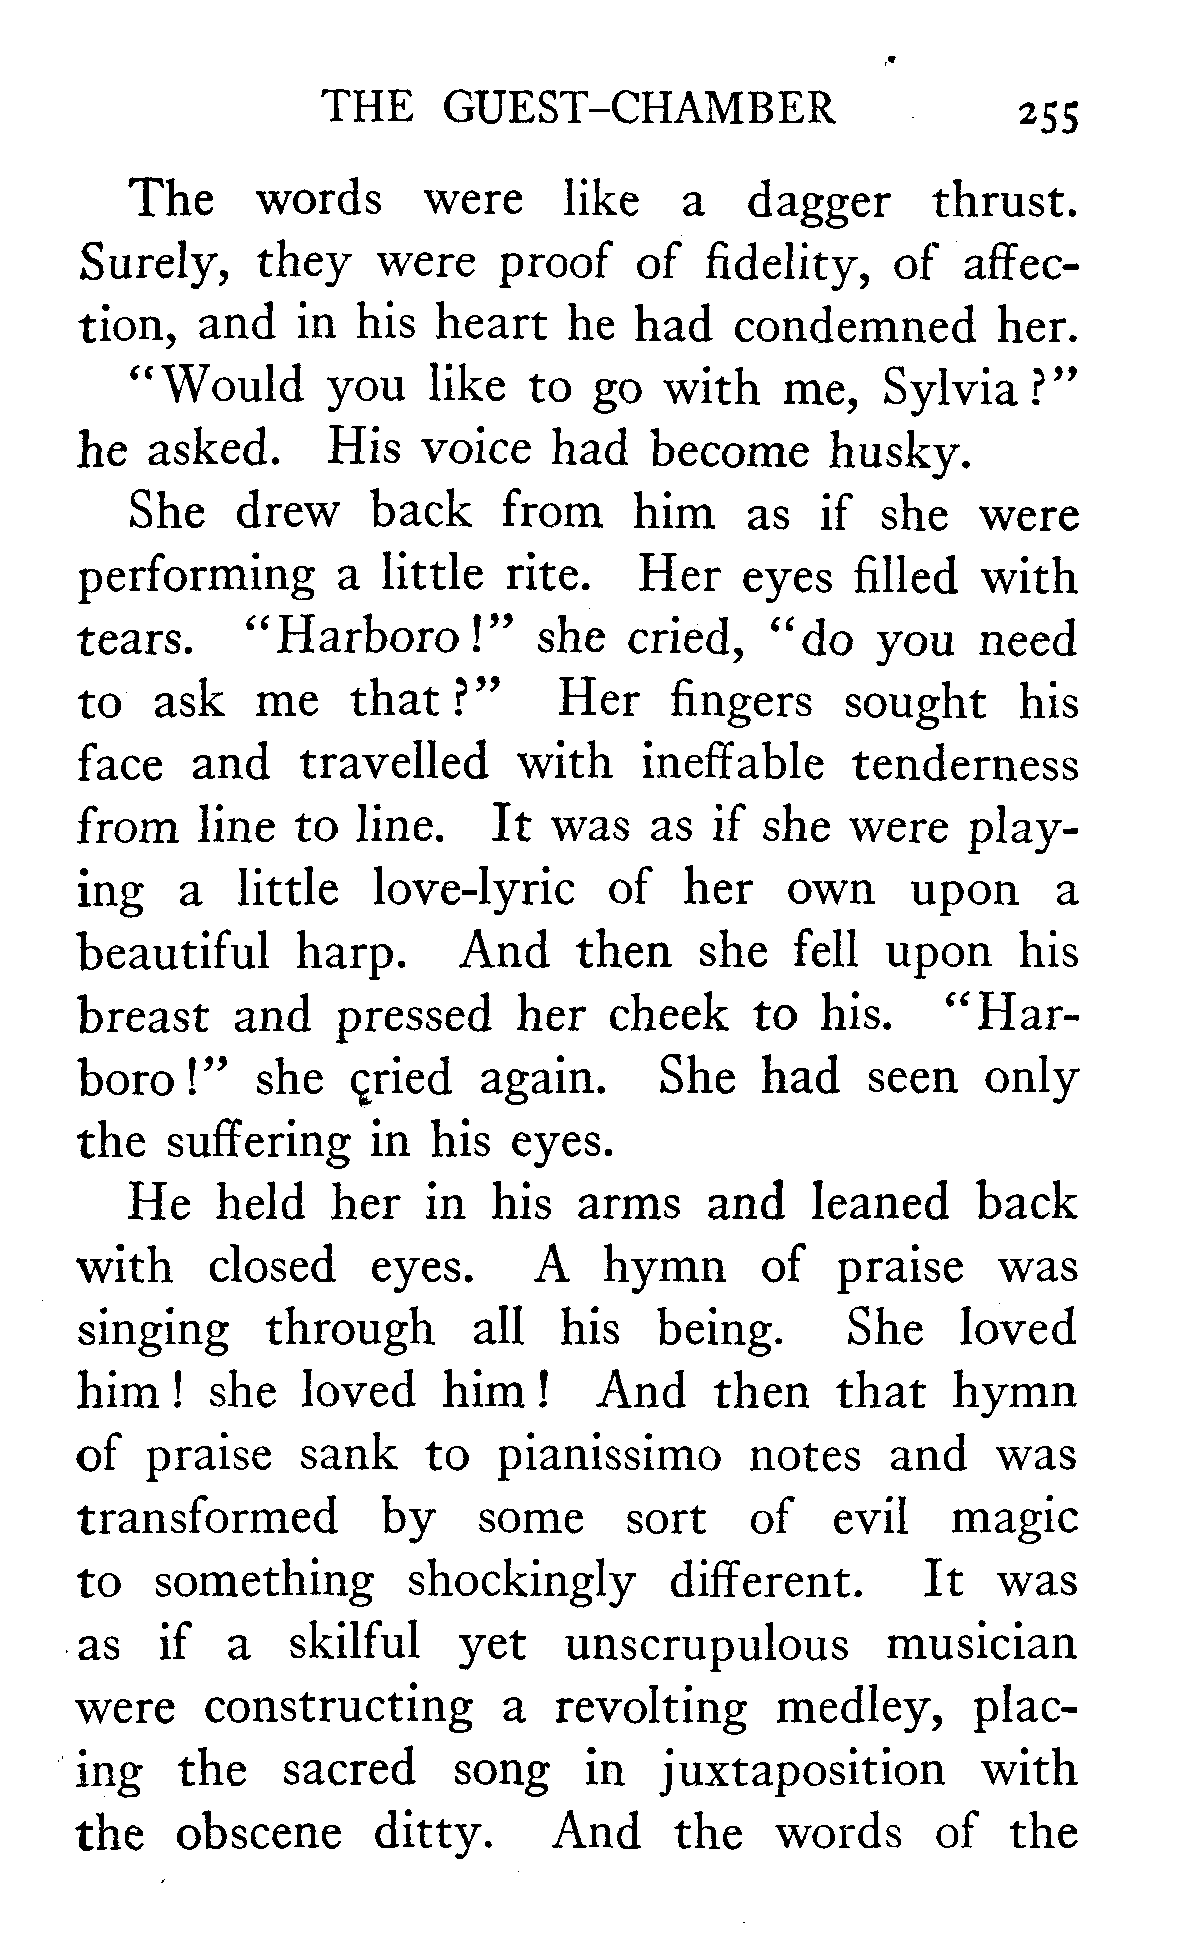 THE GUEST-CHAMBER 255
The words were like a dagger thrust.
Surely, they were proof of fidelity, of affec-
tion, and in his heart he had condemned her.
"Would you like to go with me, Sylvia?"
he asked. His voice had become husky.
She drew back from him as if she were
performing a little rite. Her eyes filled with
tears. "Harboro!" she cried, "do you need
to ask me that?" Her fingers sought his
face and travelled with ineffable tenderness
from line to line. It was as if she were play-
ing a little love-lyric of her own upon a
beautiful harp. And then she fell upon his
breast and pressed her cheek to his. "Har-
boro!" she cried again. She had seen only
the suffering in his eyes.
He held her in his arms and leaned back
with closed eyes. A hymn of praise was
singing through all his being. She loved
him! she loved him! And then that hymn
of praise sank to pianissimo notes and was
transformed by some sort of evil magic
to something shockingly different. It was
as if a skilful yet unscrupulous musician
were constructing a revolting medley, plac-
ing the sacred song in juxtaposition with
the obscene ditty. And the words of the